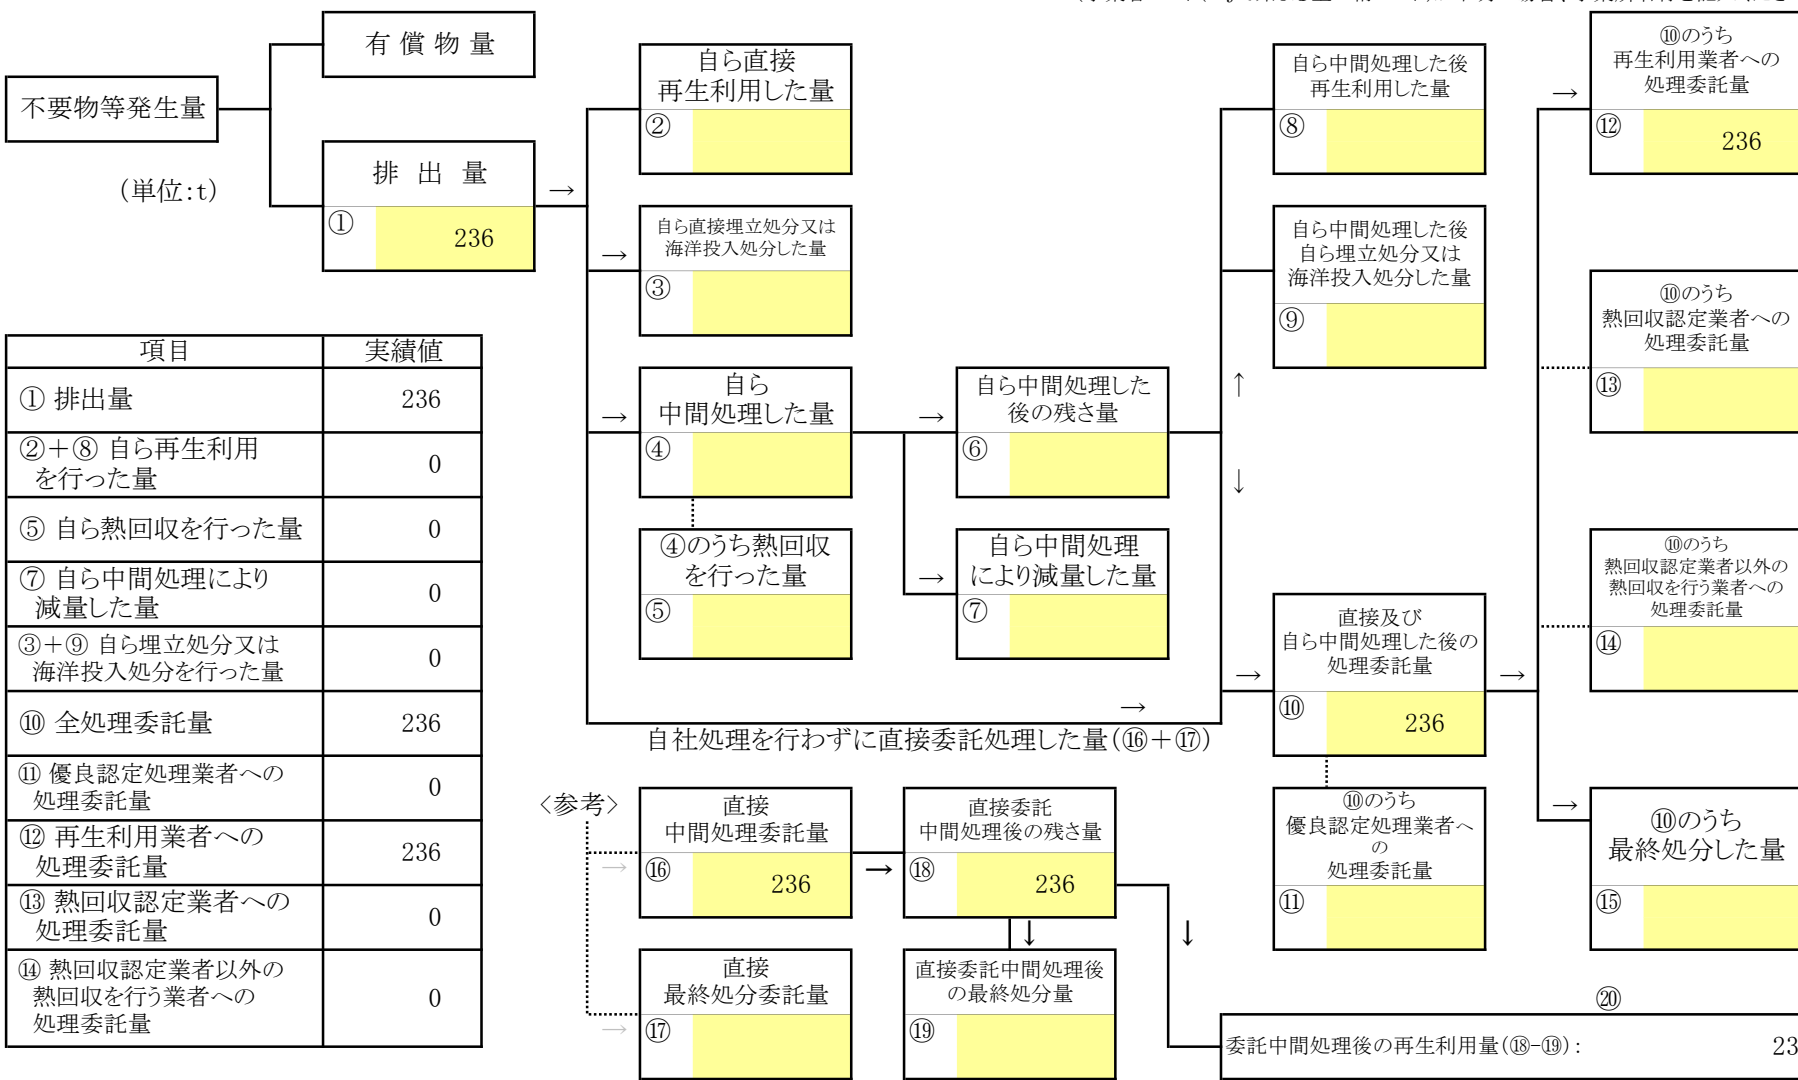 有 償 物 量
不要物等発生量
(単位:t)
排 出 量
①
236
→
自ら直接
再生利用した量
②
→
自ら直接埋立処分又は
海洋投入処分した量
③
→
自ら
中間処理した量
④
④のうち熱回収
を行った量
⑤
→
自ら中間処理した
後の残さ量
⑥
→
自ら中間処理
により減量した量
⑦
自ら中間処理した後
再生利用した量
⑧
自ら中間処理した後
自ら埋立処分又は
海洋投入処分した量
⑨
↑
↓
→
直接及び
自ら中間処理した後の
処理委託量
⑩
236
→
⑩のうち
優良認定処理業者へ
の
処理委託量
⑪
→
⑩のうち
再生利用業者への
処理委託量
⑫
236
⑩のうち
熱回収認定業者への
処理委託量
⑬
⑩のうち
熱回収認定業者以外の
熱回収を行う業者への
処理委託量
⑭
→
⑩のうち
最終処分した量
⑮
→
自社処理を行わずに直接委託処理した量(⑯+⑰)
〈参考〉
→
直接
中間処理委託量
⑯
236
→
直接委託
中間処理後の残さ量
⑱
236
↓
↓
→
直接
最終処分委託量
⑰
直接委託中間処理後
の最終処分量
⑲
⑳
委託中間処理後の再生利用量(⑱-⑲):
23
項目 実績値
① 排出量 236
②+⑧ 自ら再生利用
を行った量 0
⑤ 自ら熱回収を行った量 0
⑦ 自ら中間処理により
減量した量 0
③+⑨ 自ら埋立処分又は
海洋投入処分を行った量 0
⑩ 全処理委託量 236
⑪ 優良認定処理業者への
処理委託量 0
⑫ 再生利用業者への
処理委託量 236
⑬ 熱回収認定業者への
処理委託量 0
⑭ 熱回収認定業者以外の
熱回収を行う業者への
処理委託量 0